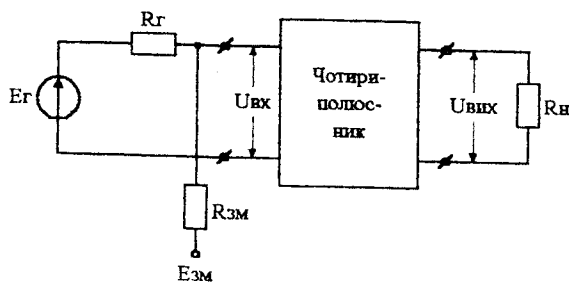 Rг
Eг
Uвх
Чотири-
полюс-
ник
Uвих
Rн
Rзм
Eзм